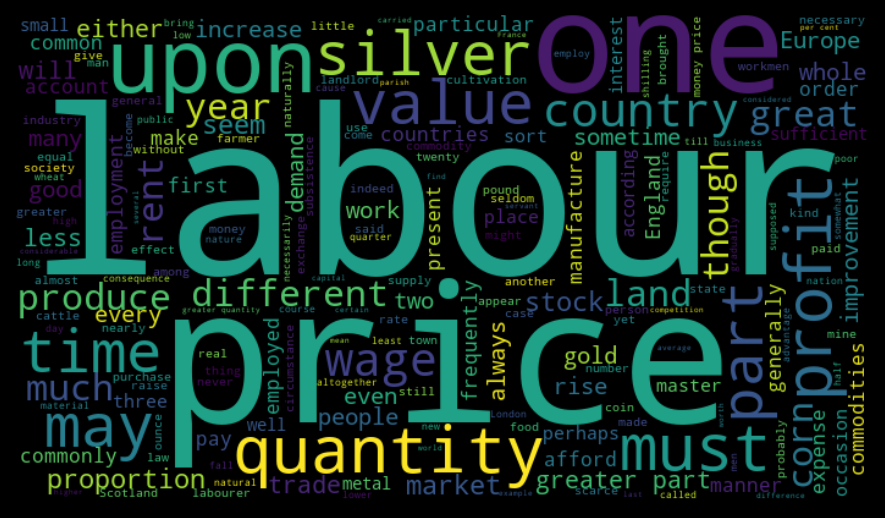 small
either
increase
little
particular
common
give
man
bring
low
upon
silver
one
France
employ
necessary
per cent
Europe
workmen
money price
brought
shilling
interest
will
account
landlord
parish
cultivation
cause
naturally
year
seem
value
country
great
whole
order
considered
many
industry
general
become
public
make
countries
sort
sometime
sufficient
till
business
equal
without
farmer
use
come
commodity
twenty
society
wheat
several
good
employment
rent
first
demand
subsistence
exchange
indeed
find
pound
seldom
servant
work
place
present
manufacture
according
England
require
though
supposed
gradually
poor
kind
somewhat
profit
improvement
labour
greater
high
less
considerable
long
effect
money
nature
necessarily
said
quarter
might
paid
nation
almost
among
consequence
capital
supply
another
state
cattle
produce
different
two
stock
land
part
generally
advantage
corn
mine
half
greater quantity
course
certain
appear
case
person
competition
day
nearly
every
time
employed
circumstance
real
mean
rate
least
town
frequently
always
yet
average
price
wage
gold
number
rise
master
purchase
raise
thing
never
altogether
still
even
much
three
material
may
ounce
law
commonly
pay
well
people
London
new
food
made
coin
perhaps
must
men
worth
probably
expense
occasion
commodities
quantity
fall
world
afford
proportion
Scotland
labourer
natural
trade
metal
market
greater part
manner
higher
lower
example
scarce
last
called
difference